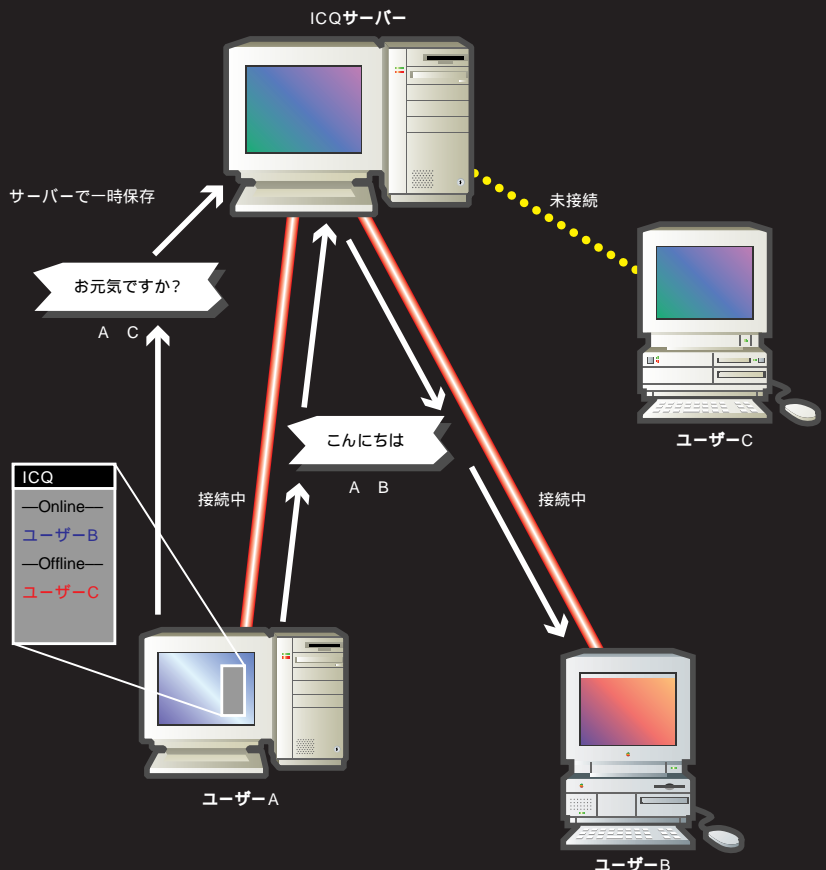 ICQサーバー
サーバーで一時保存
未接続
お元気ですか?
A C
ユーザーC
こんにちは
A B
ICQ
—Online—
ユーザーB
—Offline—
ユーザーC
接続中
接続中
ユーザーA
ユーザーB